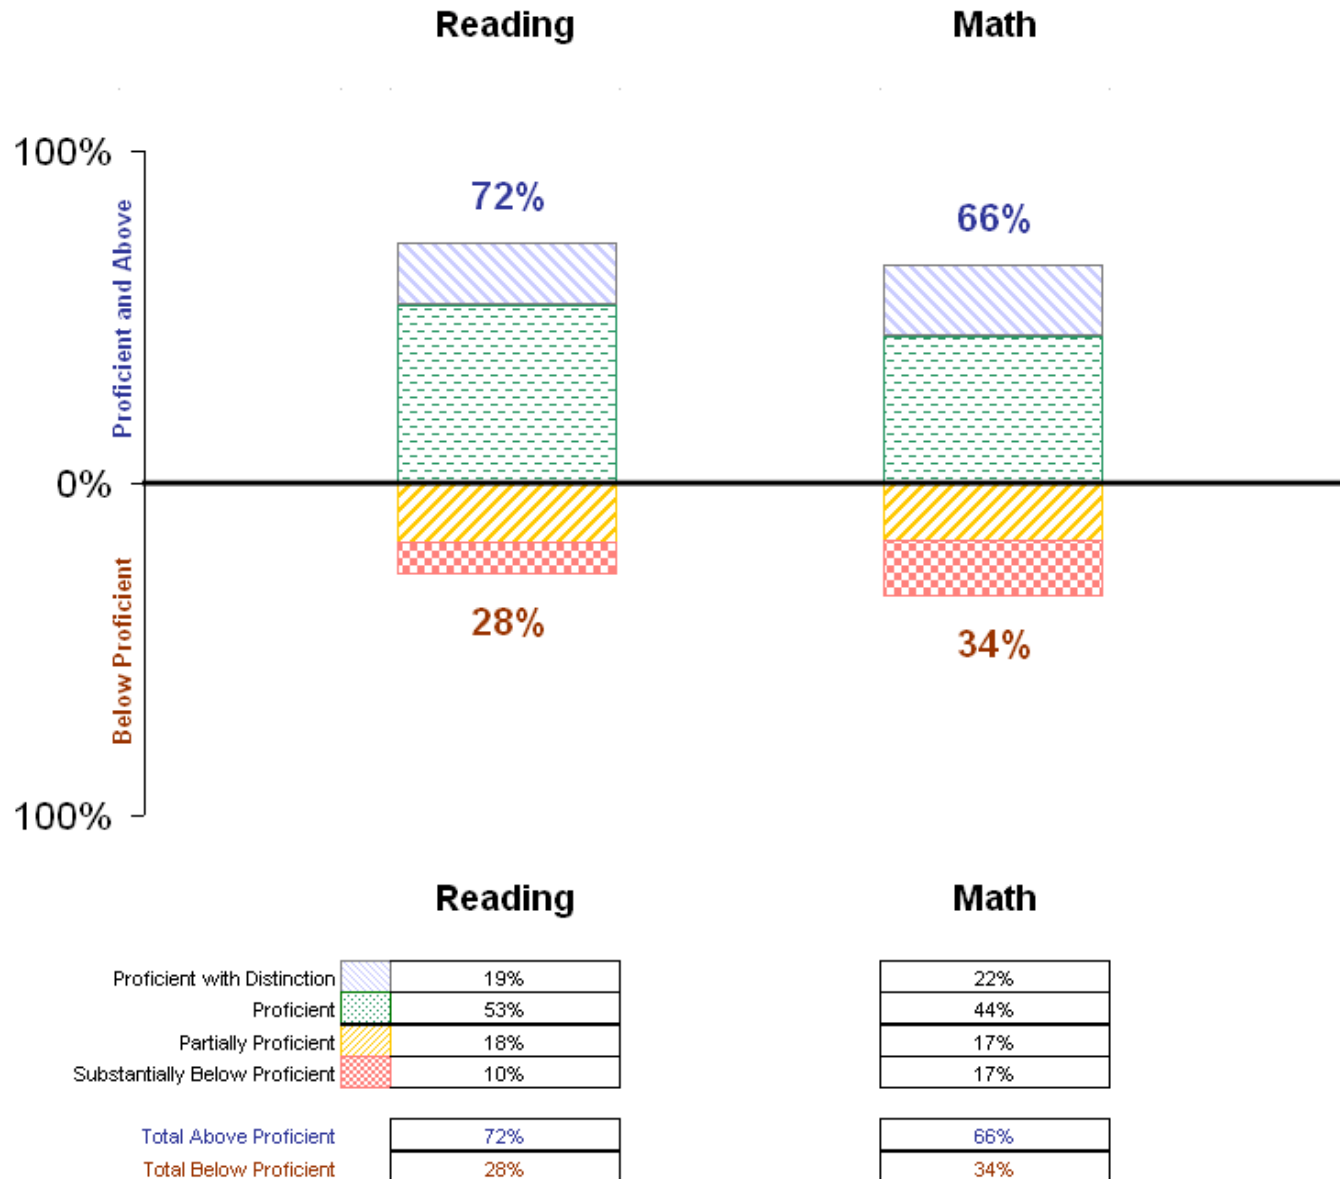 Reading Math
100%
72%
66%
Proficient and Above
0%
Below Proficient
28%
34%
100%
Reading Math
Proficient with Distinction 19% 22%
Proficient 53% 44%
Partially Proficient 18% 17%
Substantially Below Proficient 10% 17%
Total Above Proficient 72% 66%
Total Below Proficient 28% 34%